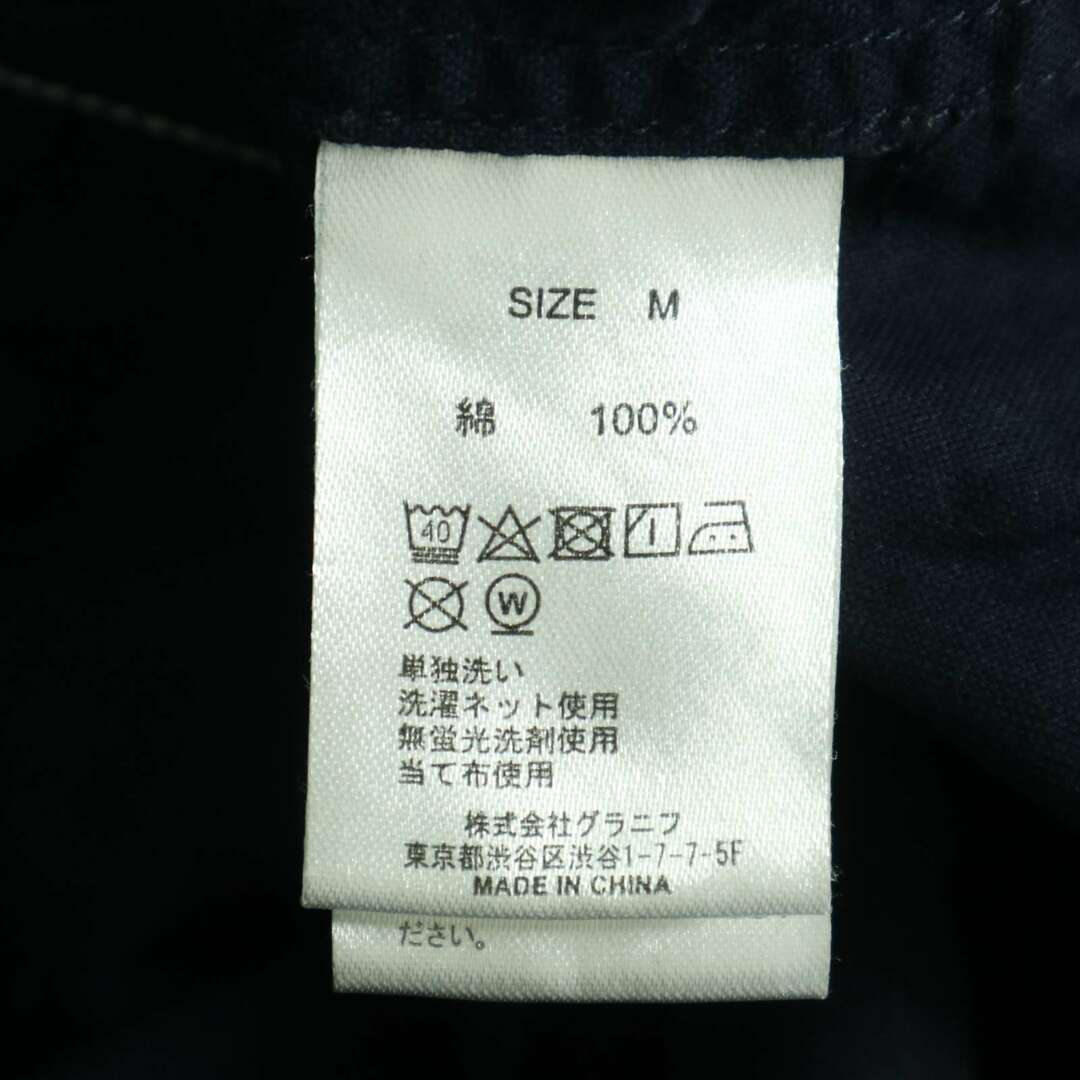 SIZE M
綿 100%
40
W
単独洗い
洗濯ネット使用
無蛍光洗剤使用
当て布使用
株式会社グラニフ
東京都渋谷区渋谷1-7-7-5F
MADE IN CHINA
ださい。